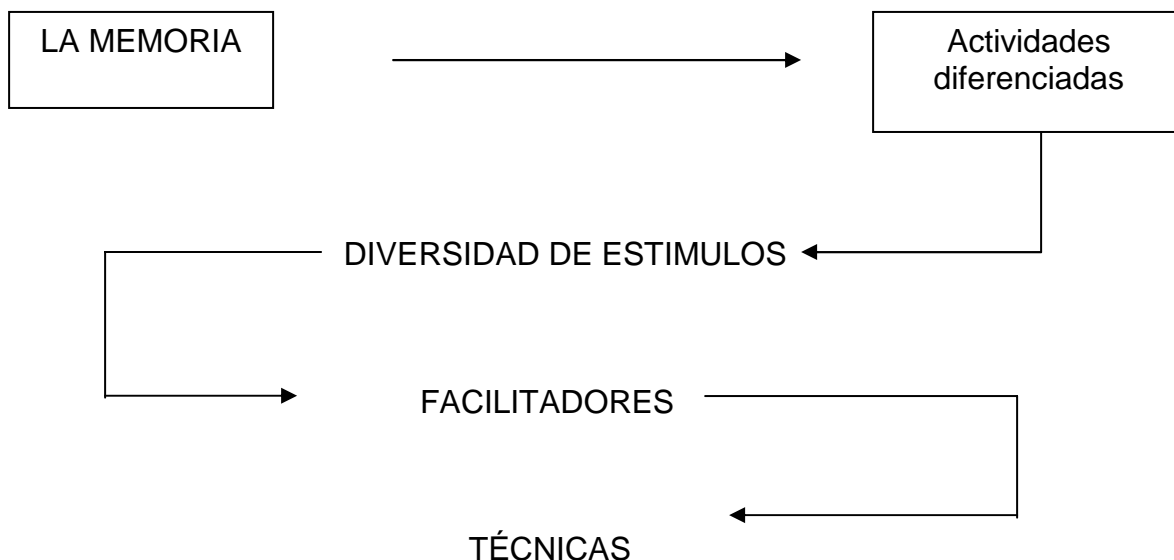 LA MEMORIA
Actividades
diferenciadas
DIVERSIDAD DE ESTIMULOS
FACILITADORES
TÉCNICAS